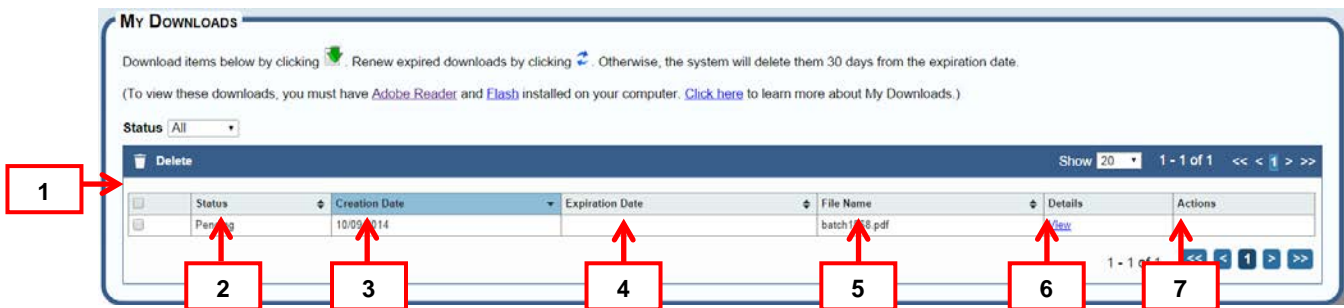 MY DOWNLOADS
Download items below by clicking . Renew expired downloads by clicking . Otherwise, the system will delete them 30 days from the expiration date.
(To view these downloads, you must have Adobe Reader and Flash installed on your computer. Click here to learn more about My Downloads.)
Status All
Delete Show 20 1 - 1 of 1 << < 1 > >>
1
Status Creation Date Expiration Date File Name Details Actions
Pending View
1 - 1 of 1 << < 1 > >>
2 3 4 5 6 7